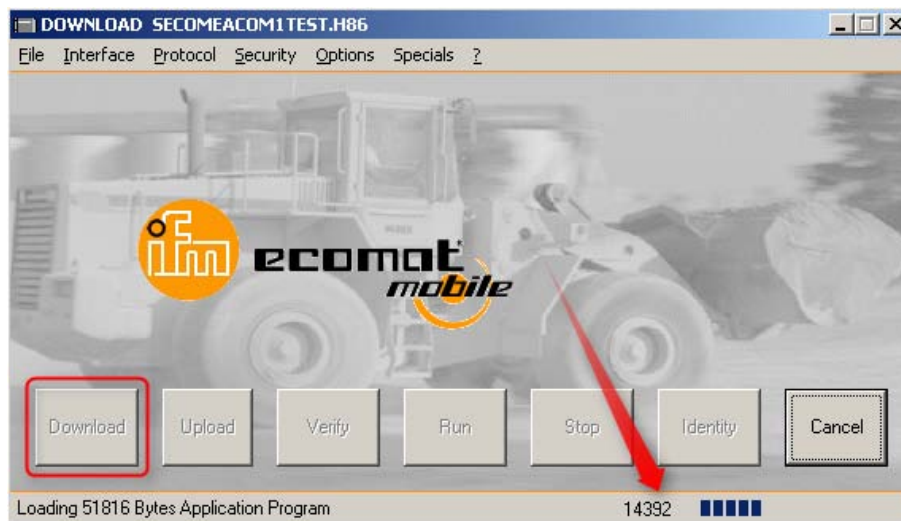 DOWNLOAD SECOMEACOM1TEST.H86
File Interface Protocol Security Options Specials ?
ifm ecomat
mobile
Download Upload Verify Run Stop Identity Cancel
Loading 51816 Bytes Application Program 14392